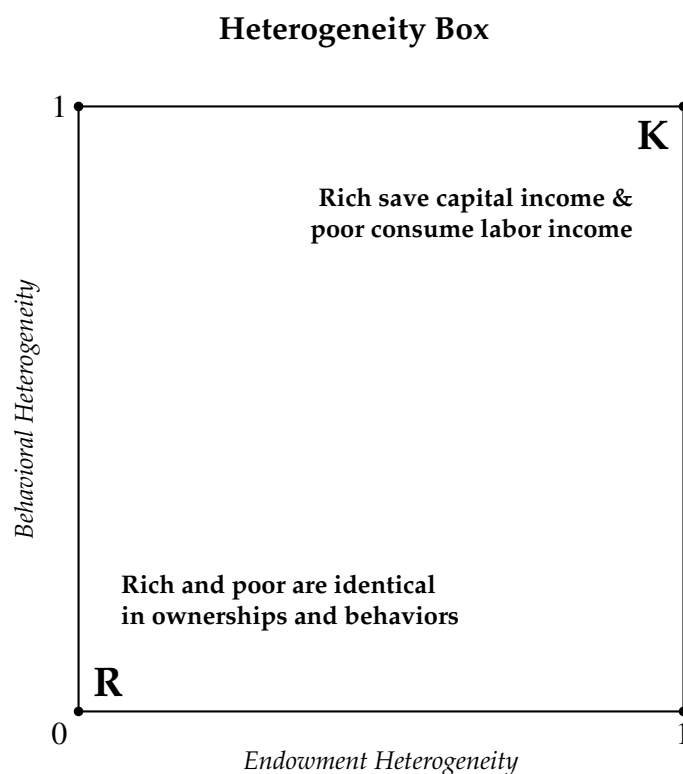 Heterogeneity Box
1
K
Rich save capital income &
poor consume labor income
Behavioral Heterogeneity
Rich and poor are identical
in ownerships and behaviors
R
0
1
Endowment Heterogeneity